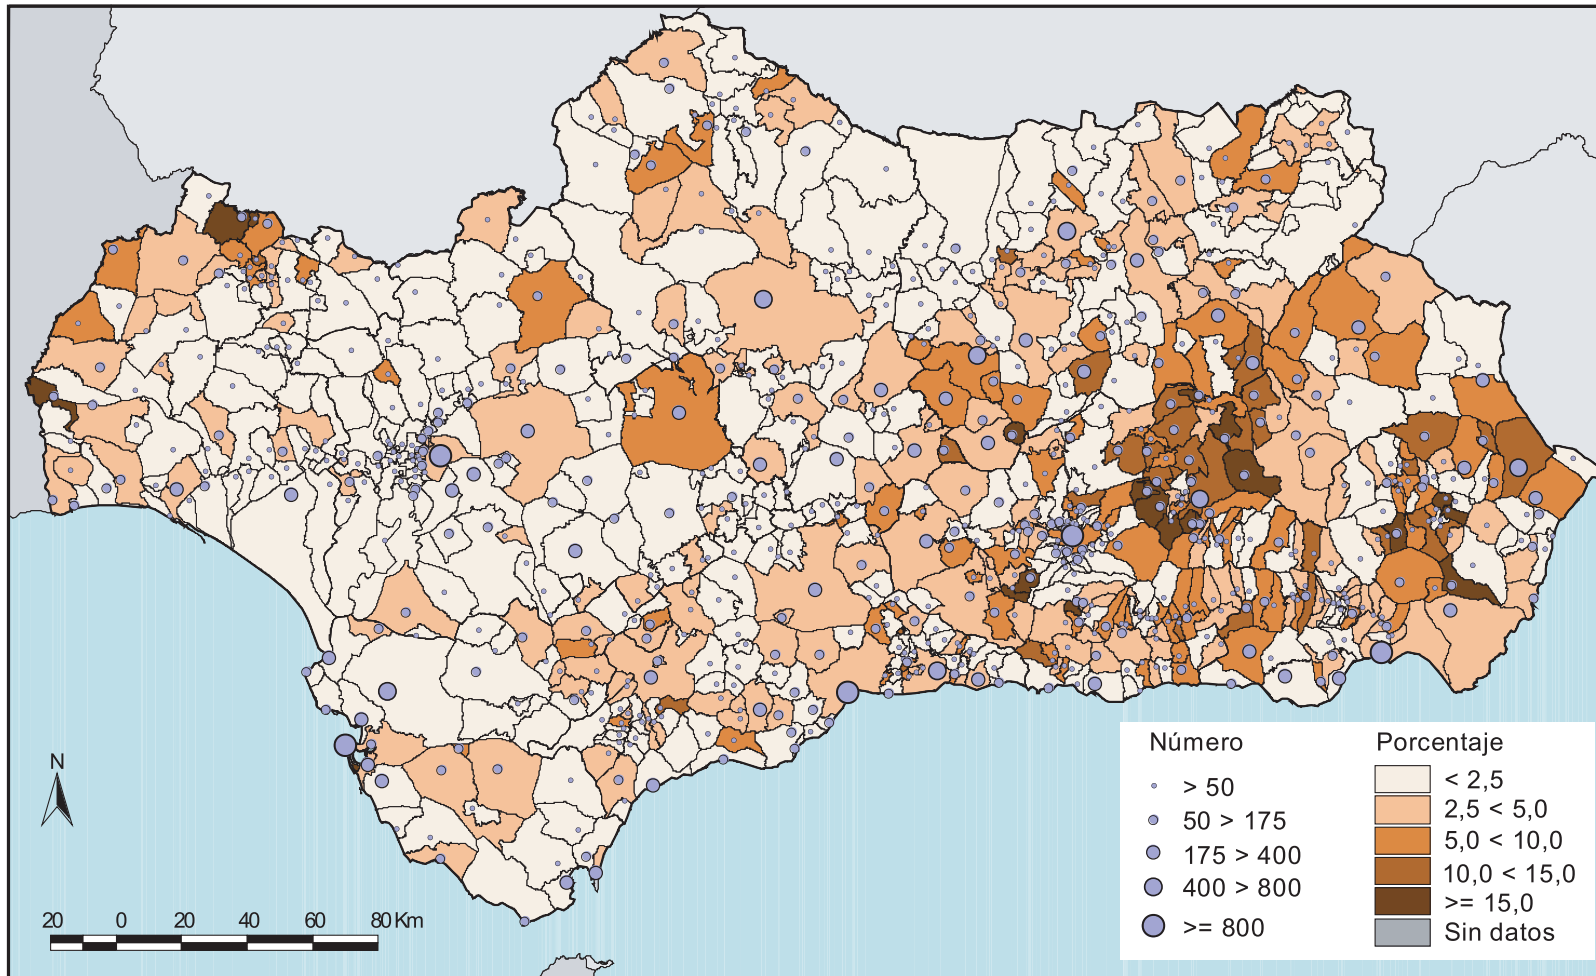 N
20 0 20 40 60 80 Km
Número
> 50
50 > 175
175 > 400
400 > 800
>= 800
Porcentaje
< 2,5
2,5 < 5,0
5,0 < 10,0
10,0 < 15,0
>= 15,0
Sin datos